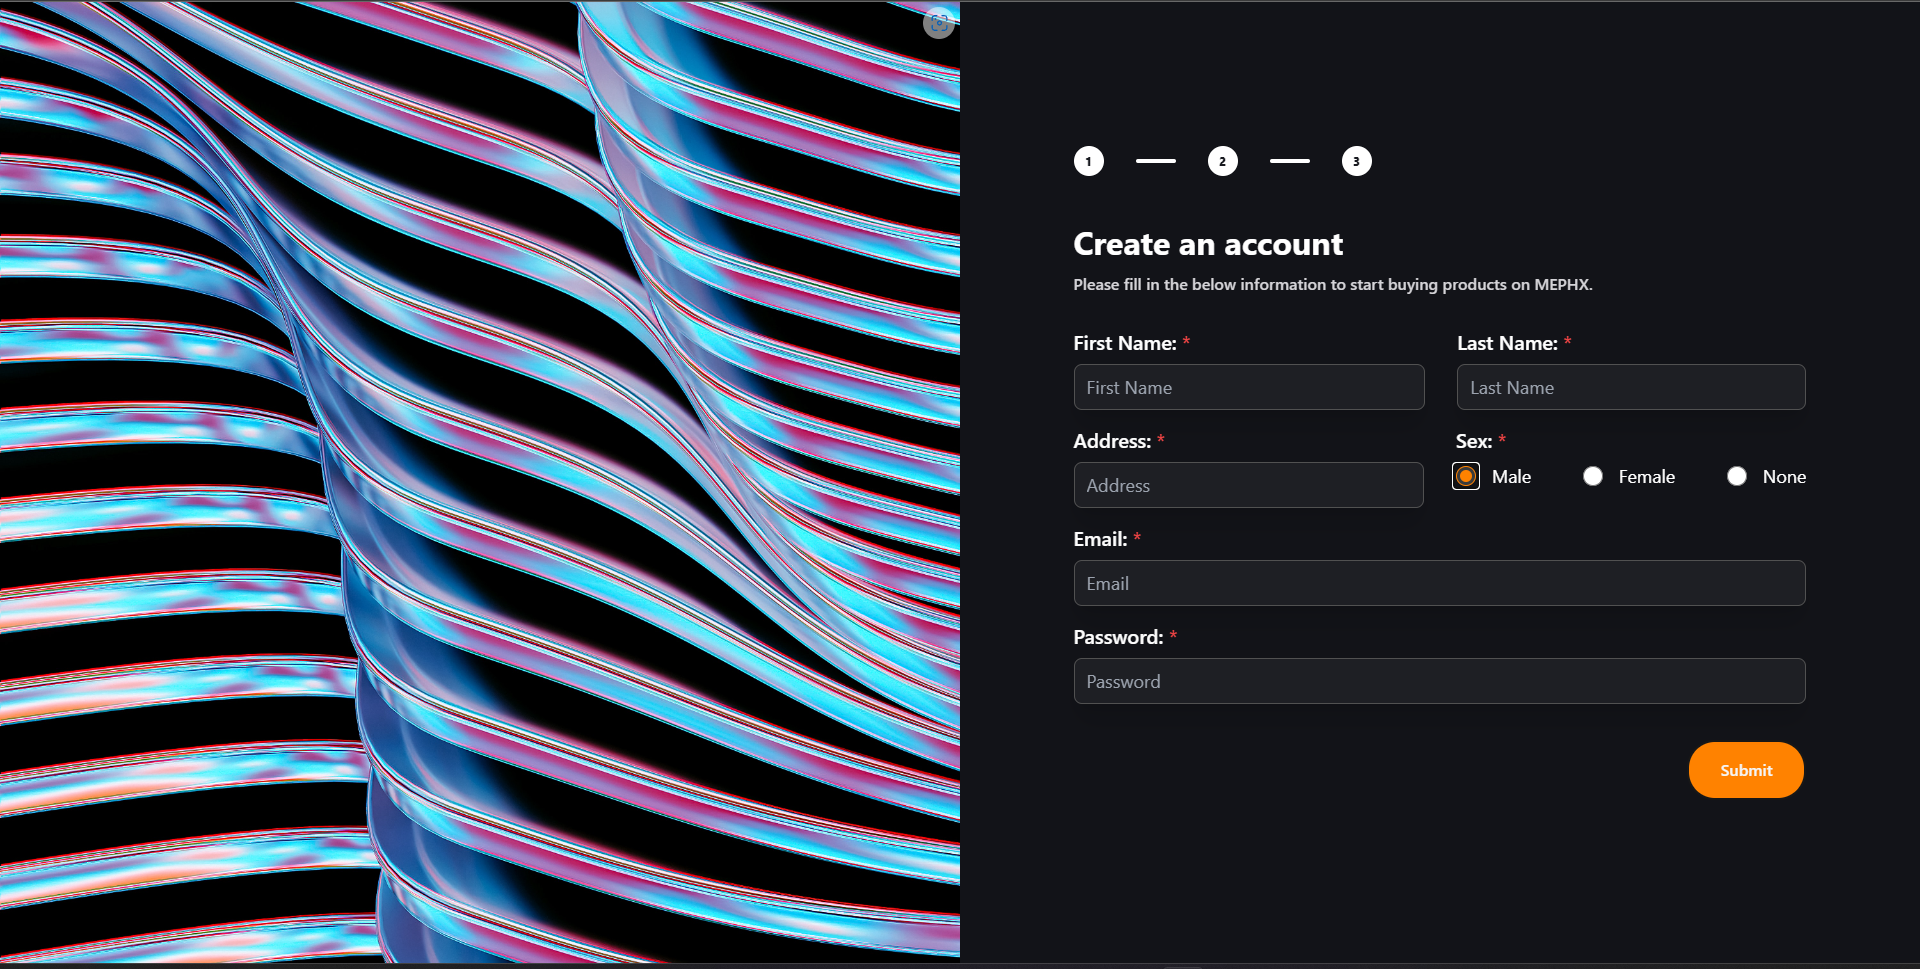 1 2 3
Create an account
Please fill in the below information to start buying products on MEPHX.
First Name: * Last Name: *
First Name Last Name
Address: * Sex: *
Address Male Female None
Email: *
Email
Password: *
Password
Submit